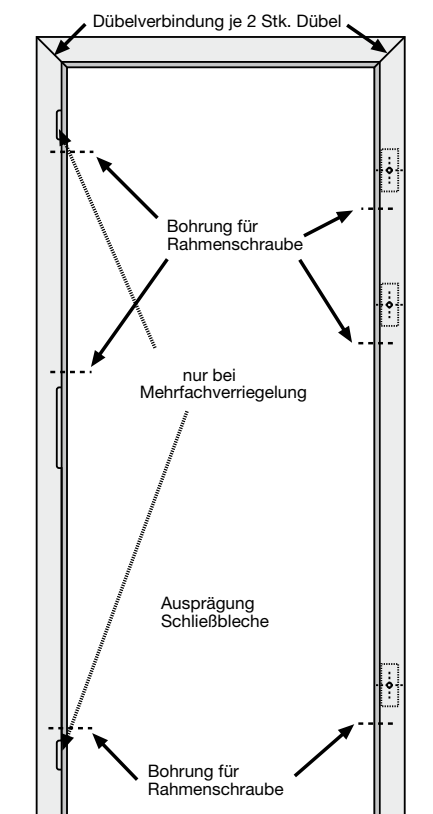 Dübelverbindung je 2 Stk. Dübel
Bohrung für
Rahmenschraube
nur bei
Mehrfachverriegelung
Ausprägung
Schließbleche
Bohrung für
Rahmenschraube